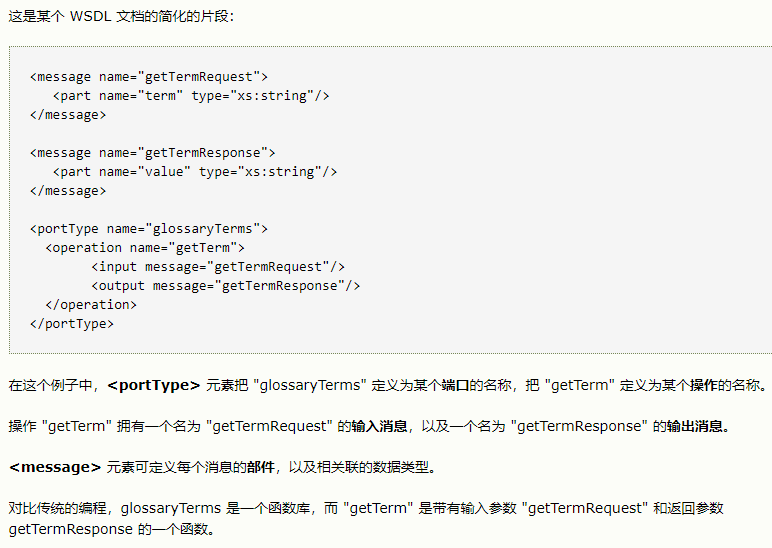 这是某个 WSDL 文档的简化的片段：
<message name="getTermRequest">
   <part name="term" type="xs:string"/>
</message>
<message name="getTermResponse">
   <part name="value" type="xs:string"/>
</message>
<portType name="glossaryTerms">
  <operation name="getTerm">
        <input message="getTermRequest"/>
        <output message="getTermResponse"/>
  </operation>
</portType>
在这个例子中，<portType> 元素把 "glossaryTerms" 定义为某个端口的名称，把 "getTerm" 定义为某个操作的名称。
操作 "getTerm" 拥有一个名为 "getTermRequest" 的输入消息，以及一个名为 "getTermResponse" 的输出消息。
<message> 元素可定义每个消息的部件，以及相关联的数据类型。
对比传统的编程，glossaryTerms 是一个函数库，而 "getTerm" 是带有输入参数 "getTermRequest" 和返回参数
getTermResponse 的一个函数。